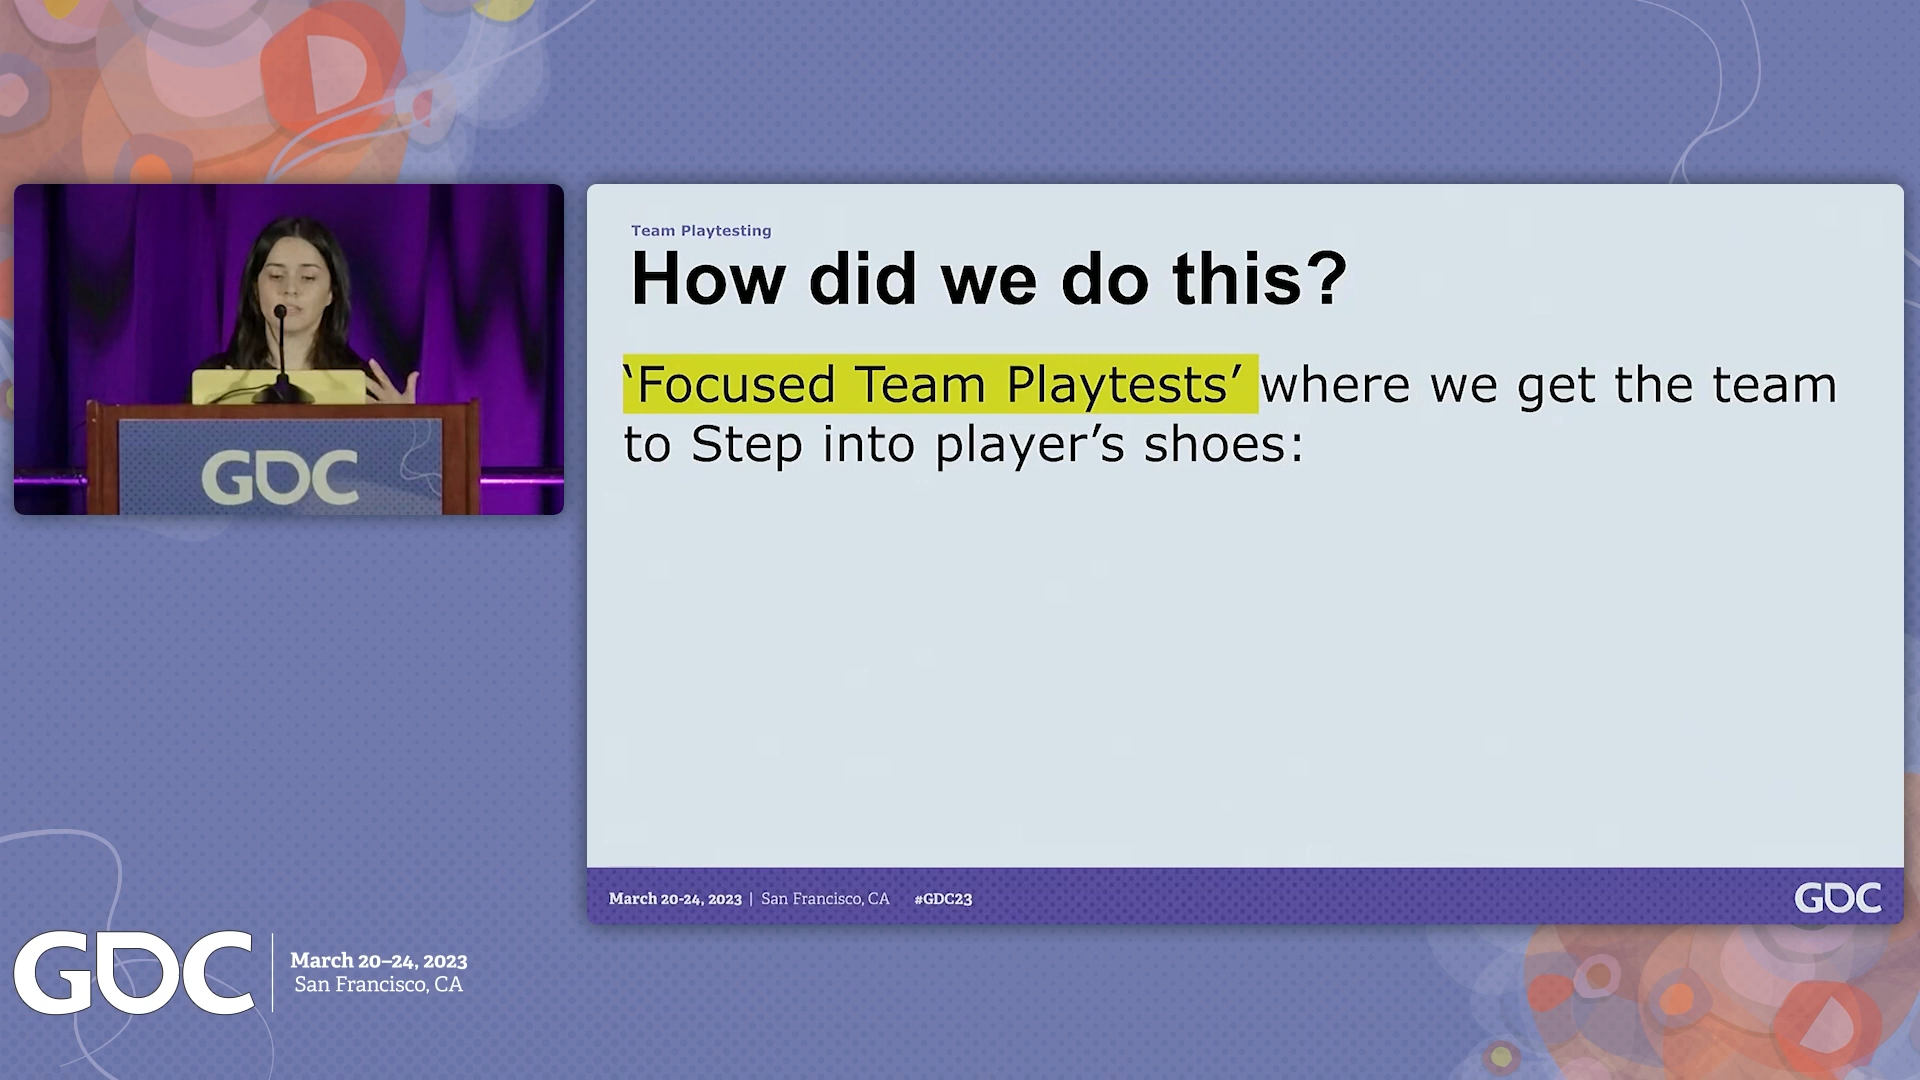 Team Playtesting
How did we do this?
‘Focused Team Playtests’ where we get the team
to Step into player’s shoes:
GDC
March 20-24, 2023 | San Francisco, CA #GDC23
GDC
GDC
March 20–24, 2023
San Francisco, CA